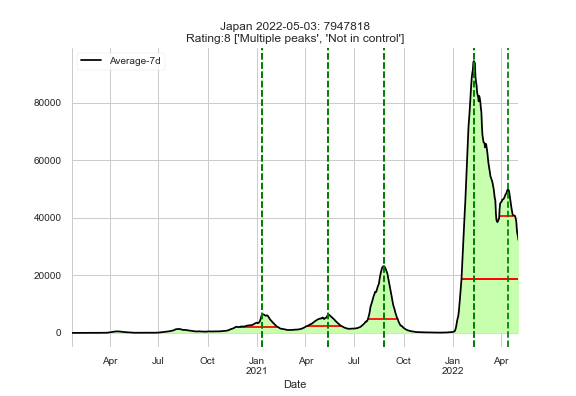 Japan 2022-05-03: 7947818
Rating:8 ['Multiple peaks', 'Not in control']
Average-7d
80000
60000
40000
20000
0
Apr Jul Oct Jan Apr Jul Oct Jan Apr
2021 2022
Date